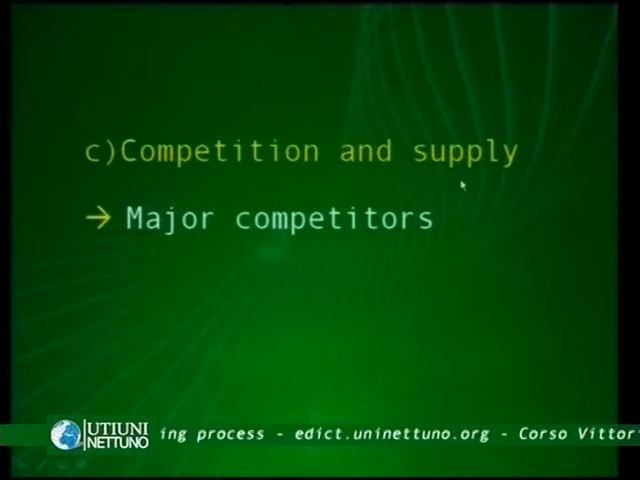 c)Competition and supply
→ Major competitors
UTIUNI
NETTUNO
ing process - edict.uninettuno.org - Corso Vittor